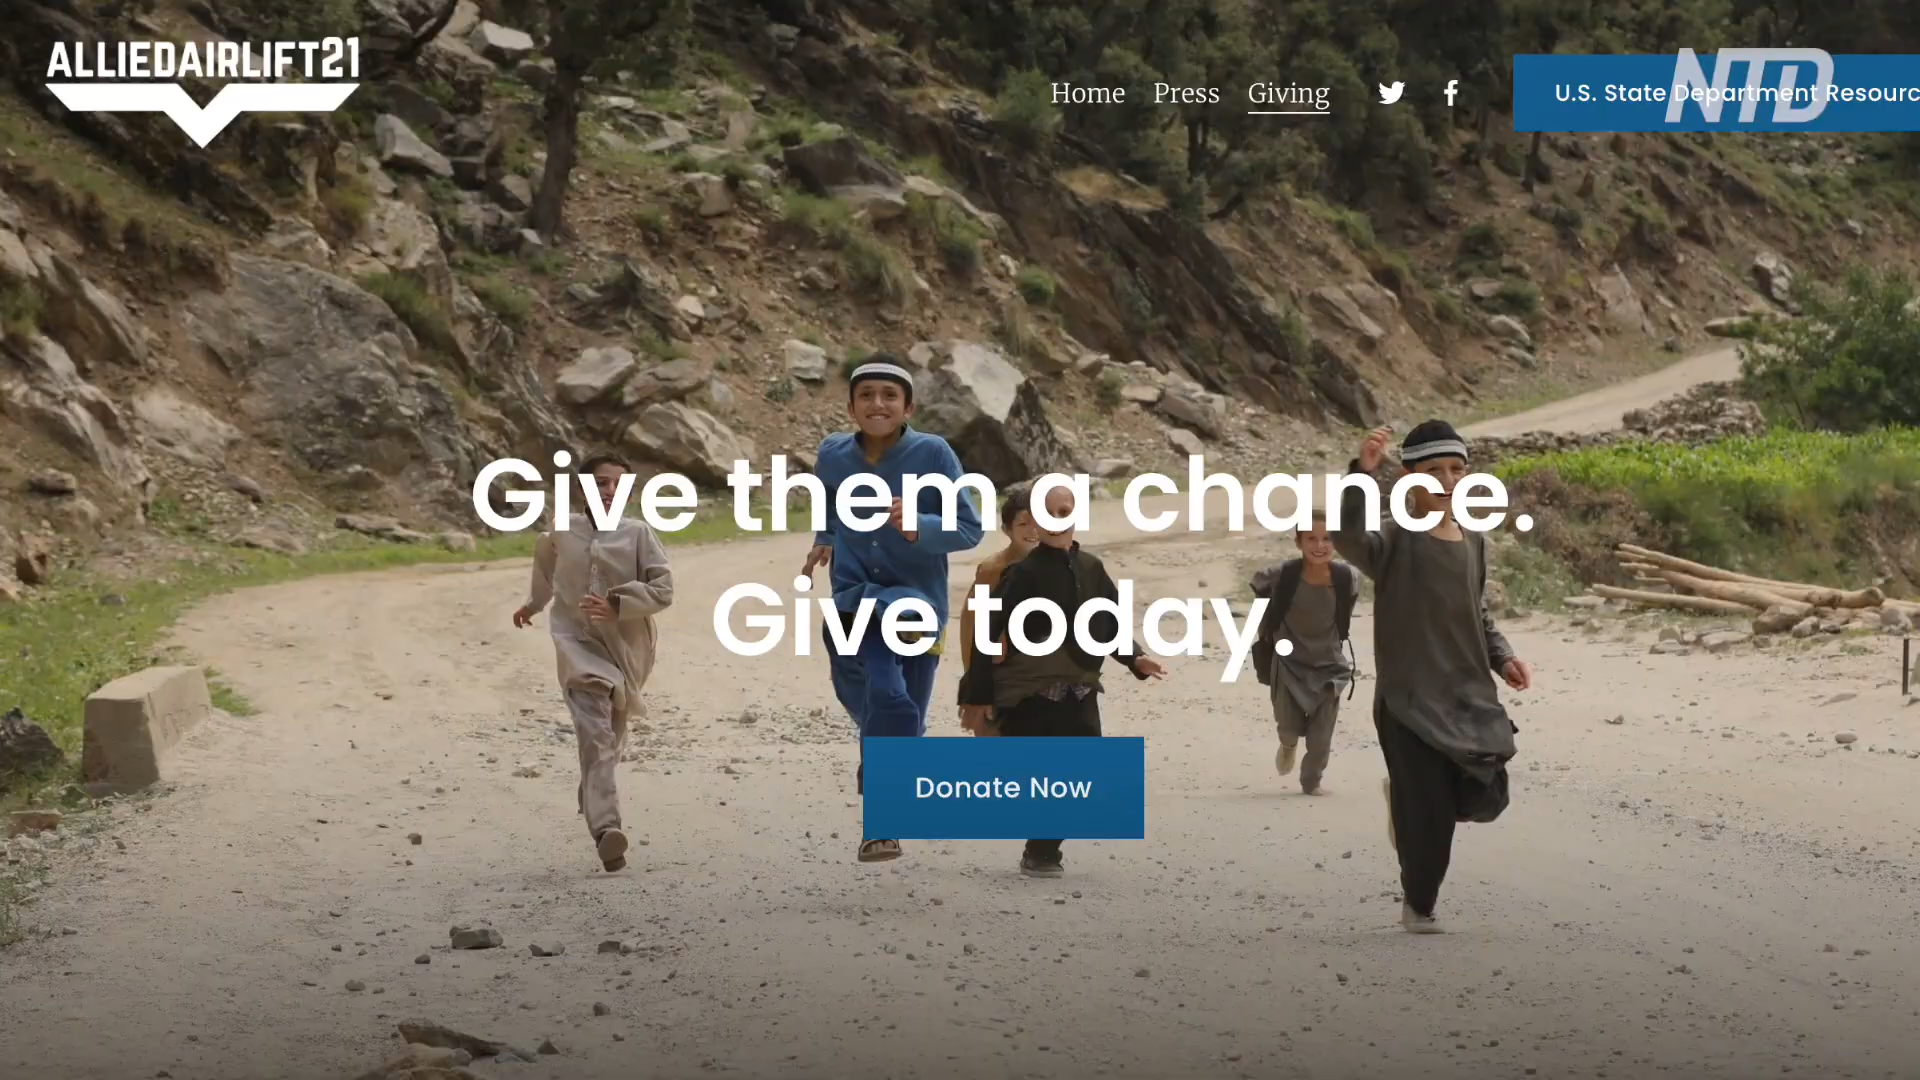 ALLIEDAIRLIFT21
Home Press Giving
U.S. State Department Resourc
NTD
Give them a chance.
Give today.
Donate Now